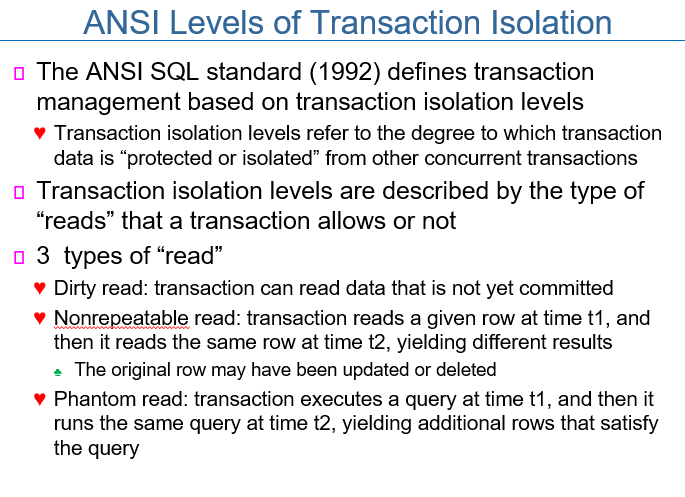 ANSI Levels of Transaction Isolation
The ANSI SQL standard (1992) defines transaction
management based on transaction isolation levels
Transaction isolation levels refer to the degree to which transaction
data is “protected or isolated” from other concurrent transactions
Transaction isolation levels are described by the type of
“reads” that a transaction allows or not
3  types of “read”
Dirty read: transaction can read data that is not yet committed
Nonrepeatable read: transaction reads a given row at time t1, and
then it reads the same row at time t2, yielding different results
The original row may have been updated or deleted
Phantom read: transaction executes a query at time t1, and then it
runs the same query at time t2, yielding additional rows that satisfy
the query